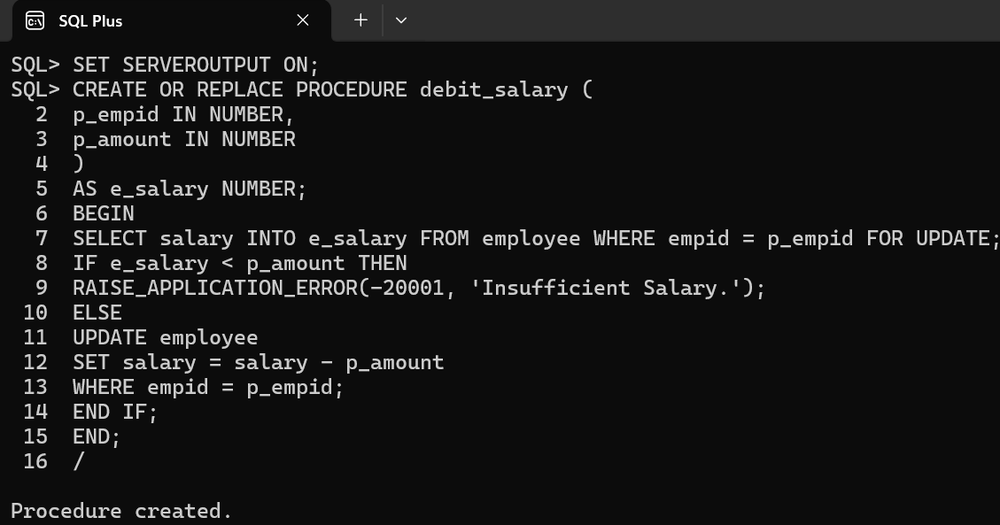 SQL Plus
SQL> SET SERVEROUTPUT ON;
SQL> CREATE OR REPLACE PROCEDURE debit_salary (
  2  p_empid IN NUMBER,
  3  p_amount IN NUMBER
  4  )
  5  AS e_salary NUMBER;
  6  BEGIN
  7  SELECT salary INTO e_salary FROM employee WHERE empid = p_empid FOR UPDATE;
  8  IF e_salary < p_amount THEN
  9  RAISE_APPLICATION_ERROR(-20001, 'Insufficient Salary.');
 10  ELSE
 11  UPDATE employee
 12  SET salary = salary - p_amount
 13  WHERE empid = p_empid;
 14  END IF;
 15  END;
 16  /
Procedure created.